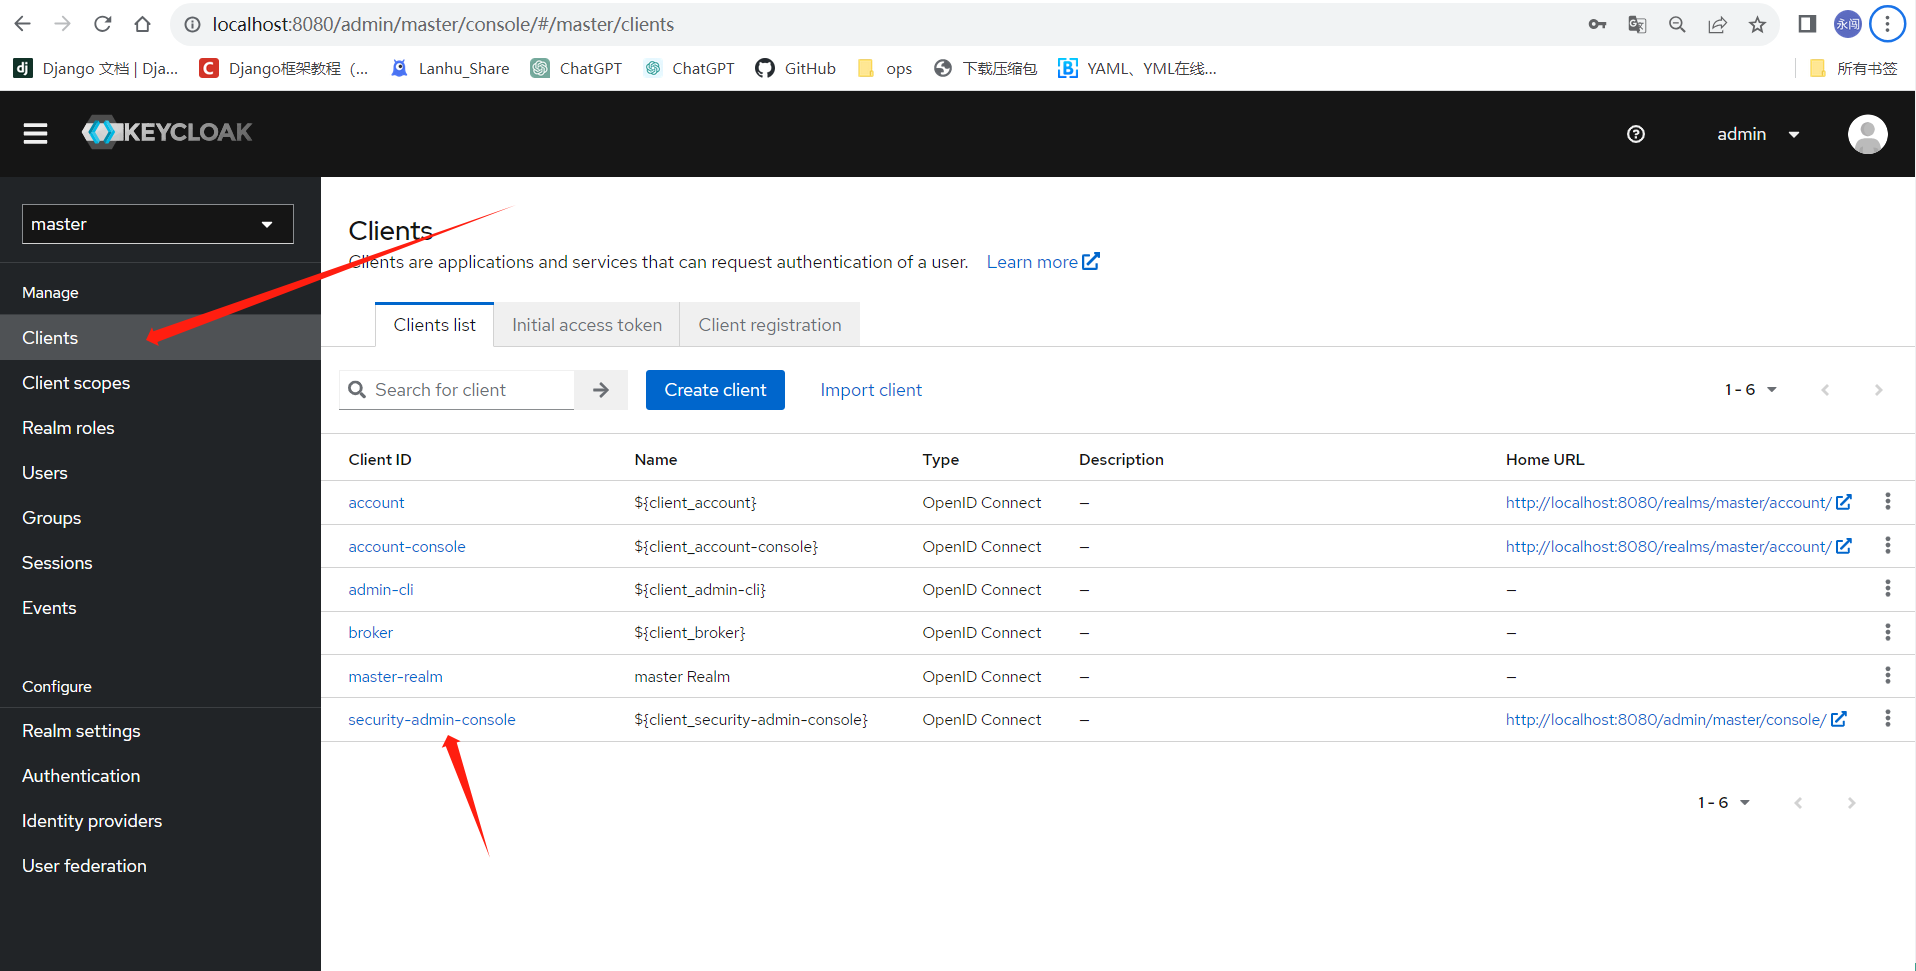 localhost:8080/admin/master/console/#/master/clients
永闯
Django 文档 | Dja...
Django框架教程（...
Lanhu_Share
ChatGPT
ChatGPT
GitHub
ops
下载压缩包
YAML、YML在线...
所有书签
KEYCLOAK
admin
master
Manage
Clients
Client scopes
Realm roles
Users
Groups
Sessions
Events
Configure
Realm settings
Authentication
Identity providers
User federation
Clients
Clients are applications and services that can request authentication of a user. Learn more
Clients list Initial access token Client registration
Search for client Create client Import client 1 - 6
Client ID Name Type Description Home URL
account ${client_account} OpenID Connect – http://localhost:8080/realms/master/account/
account-console ${client_account-console} OpenID Connect – http://localhost:8080/realms/master/account/
admin-cli ${client_admin-cli} OpenID Connect – –
broker ${client_broker} OpenID Connect – –
master-realm master Realm OpenID Connect – –
security-admin-console ${client_security-admin-console} OpenID Connect – http://localhost:8080/admin/master/console/
1 - 6